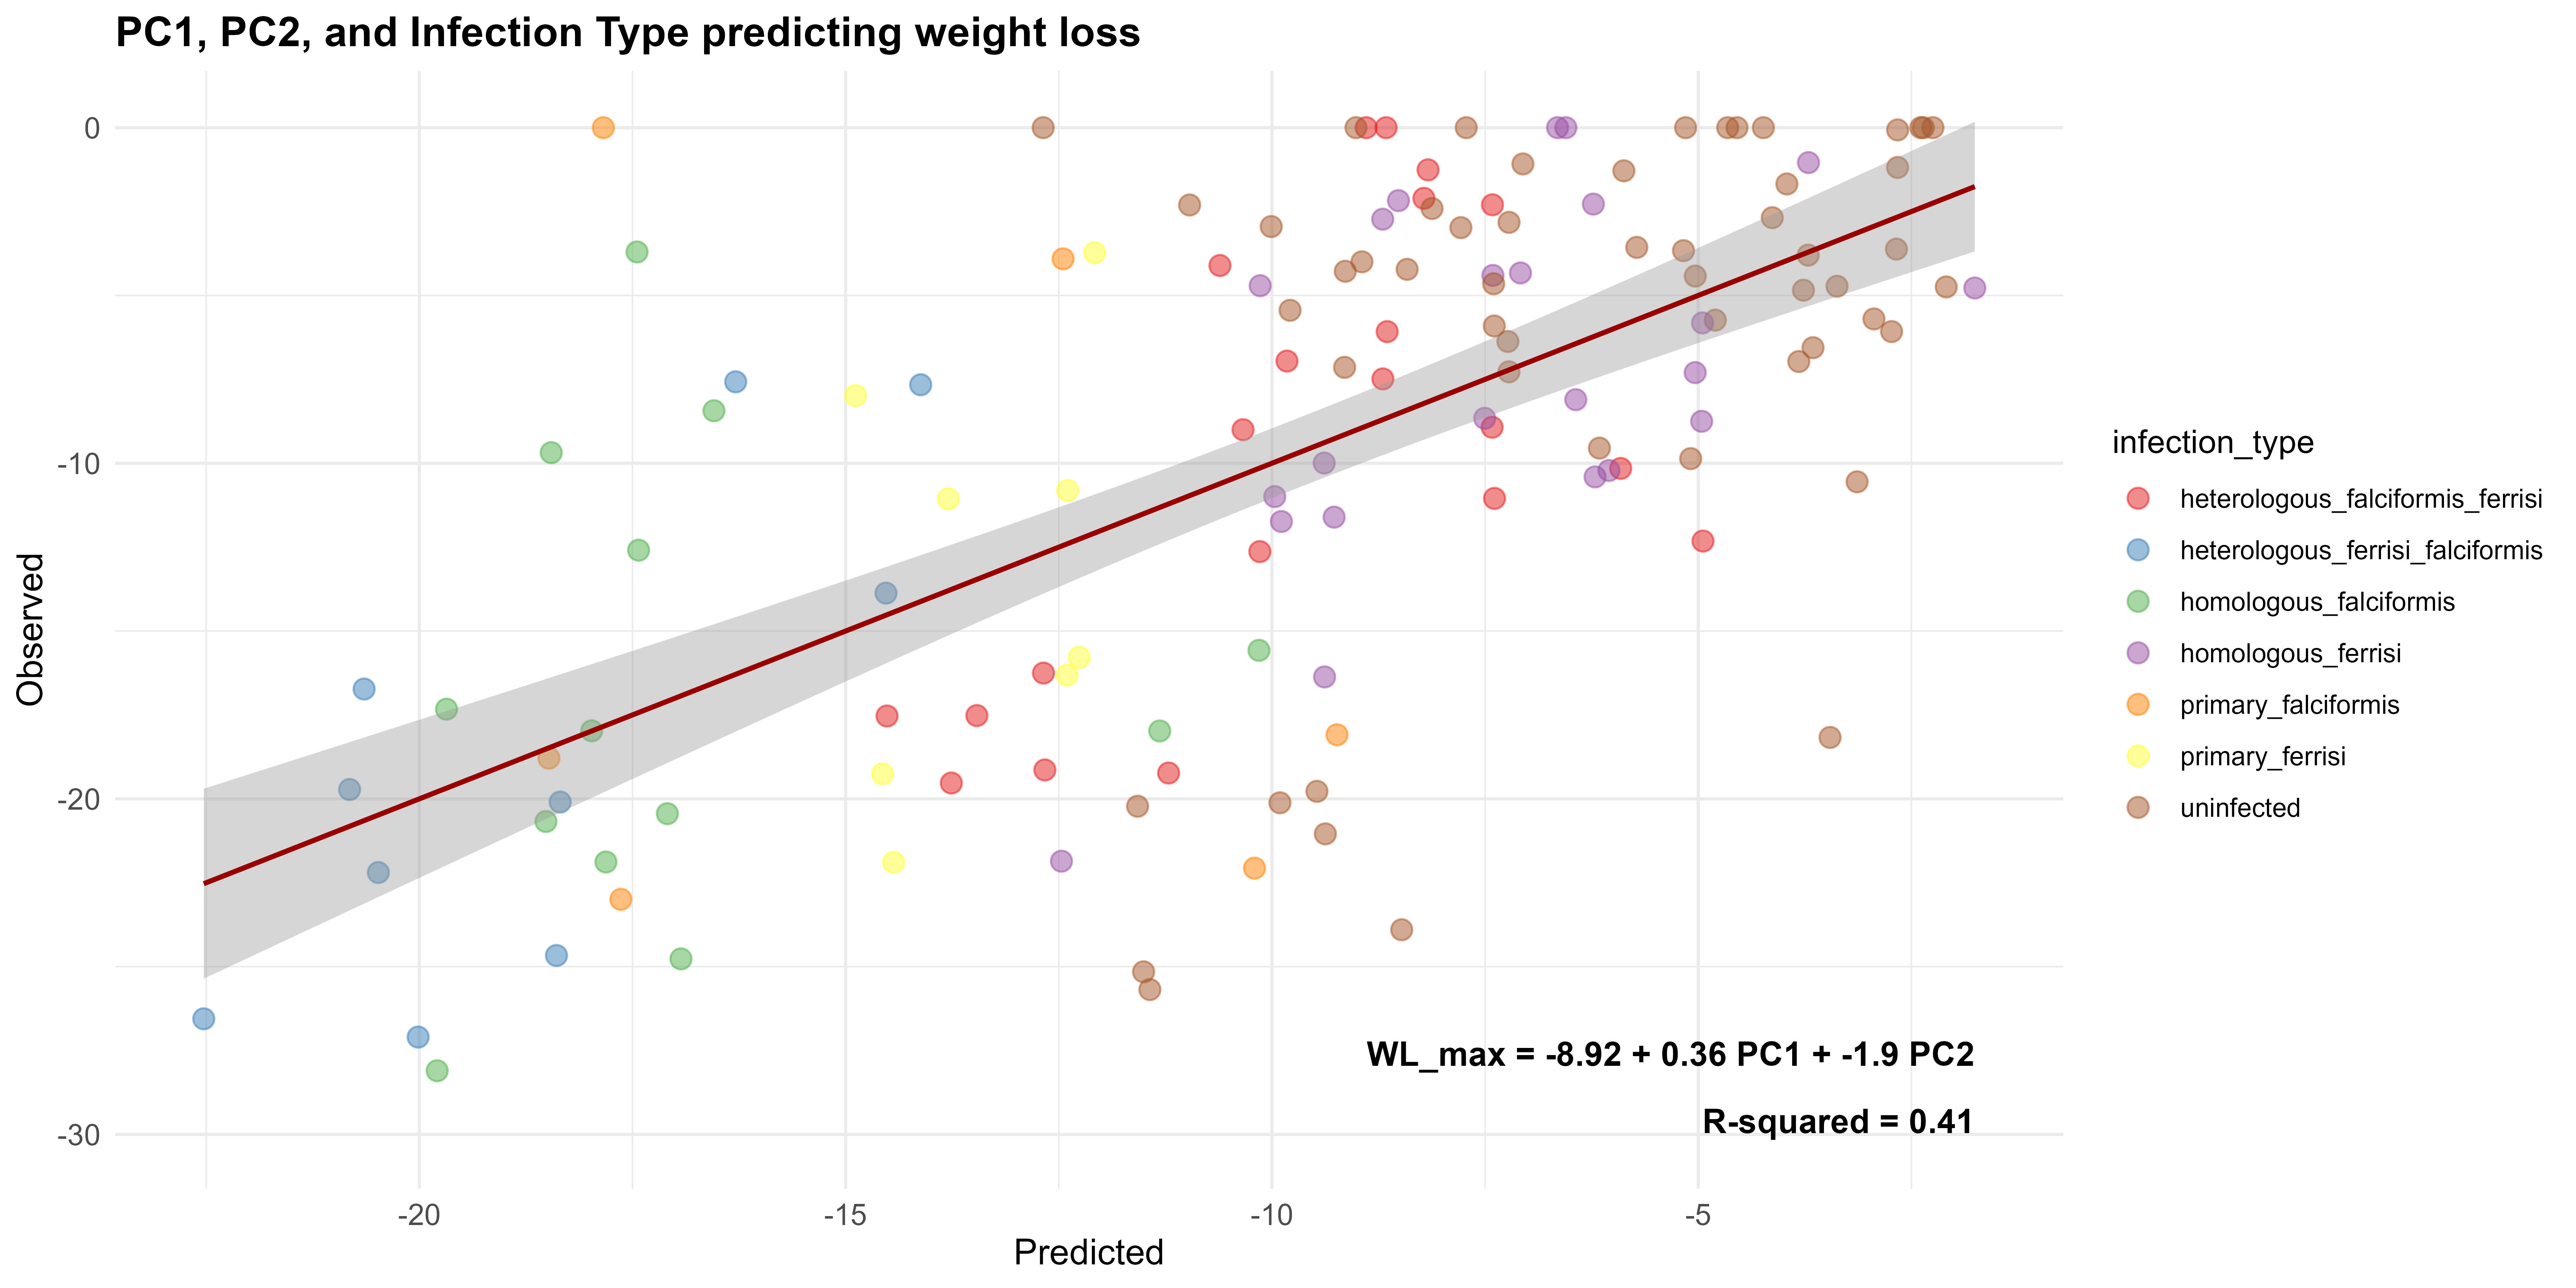 PC1, PC2, and Infection Type predicting weight loss
Observed
0
-10
-20
-30
WL_max = -8.92 + 0.36 PC1 + -1.9 PC2
R-squared = 0.41
-20
-15
-10
-5
Predicted
infection_type
heterologous_falciformis_ferrisi
heterologous_ferrisi_falciformis
homologous_falciformis
homologous_ferrisi
primary_falciformis
primary_ferrisi
uninfected